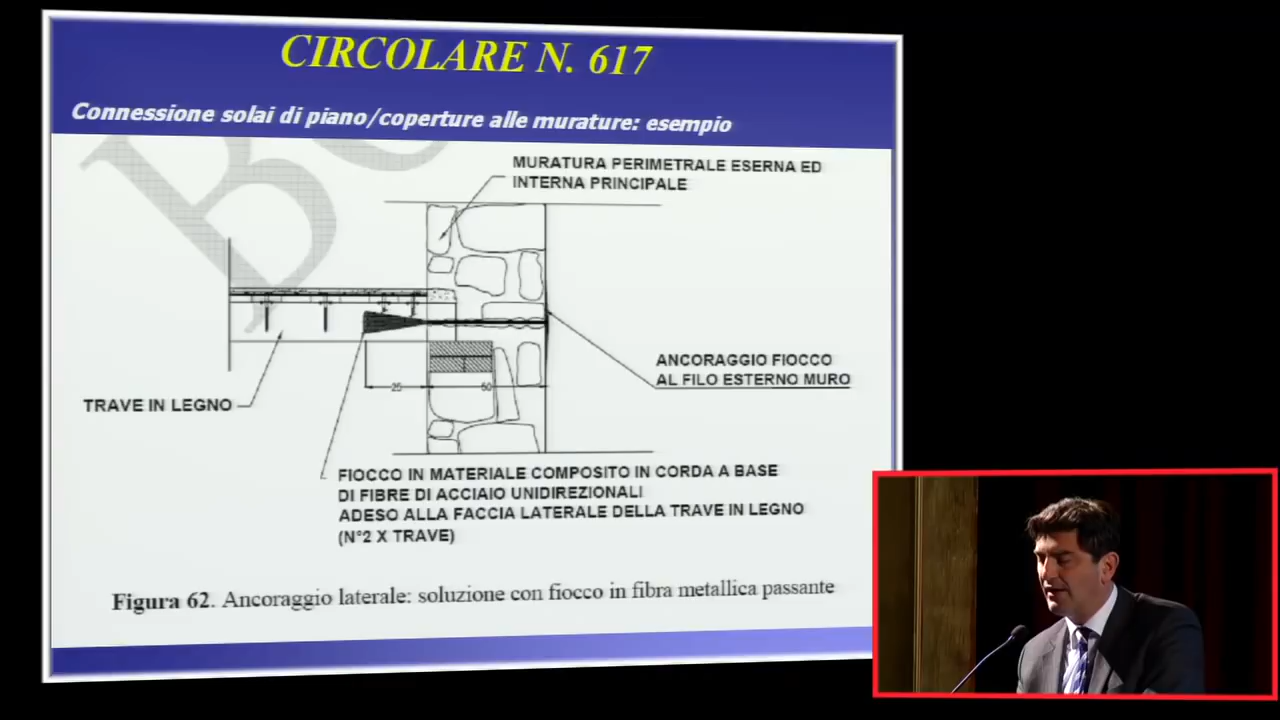 CIRCOLARE N. 617
Connessione solai di piano/coperture alle murature: esempio
MURATURA PERIMETRALE ESERNA ED
INTERNA PRINCIPALE
ANCORAGGIO FIOCCO
AL FILO ESTERNO MURO
TRAVE IN LEGNO
25
50
FIOCCO IN MATERIALE COMPOSITO IN CORDA A BASE
DI FIBRE DI ACCIAIO UNIDIREZIONALI
ADESO ALLA FACCIA LATERALE DELLA TRAVE IN LEGNO
(N°2 X TRAVE)
Figura 62. Ancoraggio laterale: soluzione con fiocco in fibra metallica passante